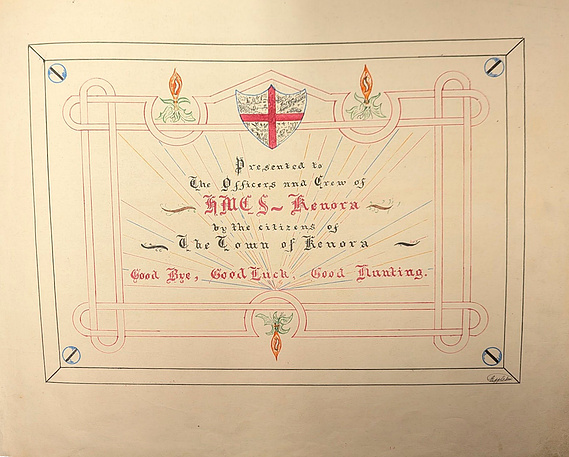 Presented to
The Officers and Crew of
HMCS - Kenora
by the citizens of
The Town of Kenora
Good Bye, Good Luck, Good Hunting.